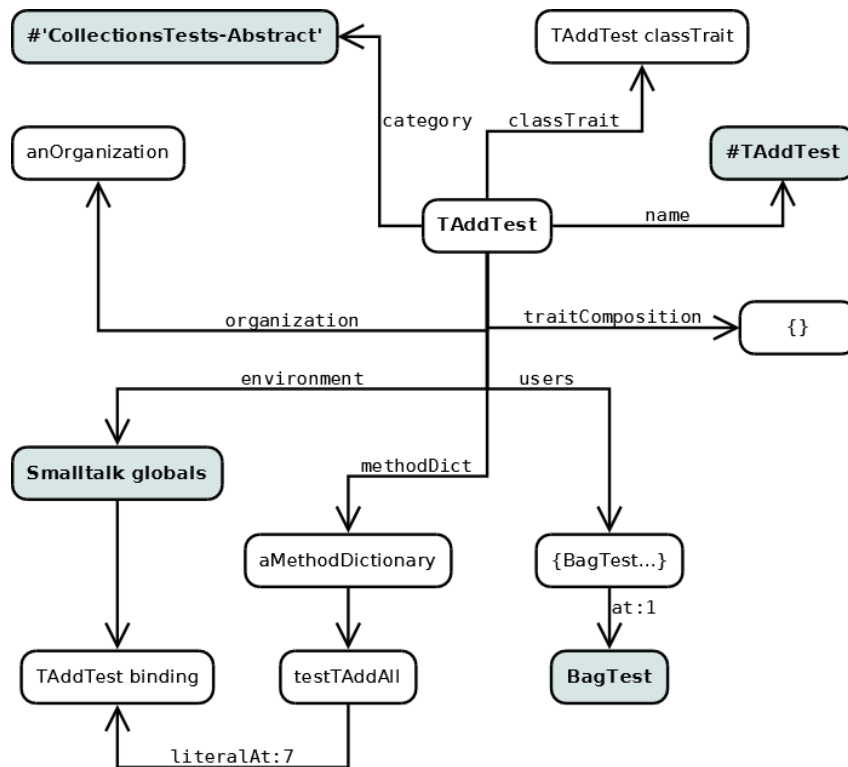 #'CollectionsTests-Abstract'
TAddTest classTrait
category
classTrait
anOrganization
#TAddTest
TAddTest
name
organization
traitComposition
{}
environment
users
Smalltalk globals
methodDict
aMethodDictionary
{BagTest...}
at:1
TAddTest binding
testTAddAll
BagTest
literalAt:7